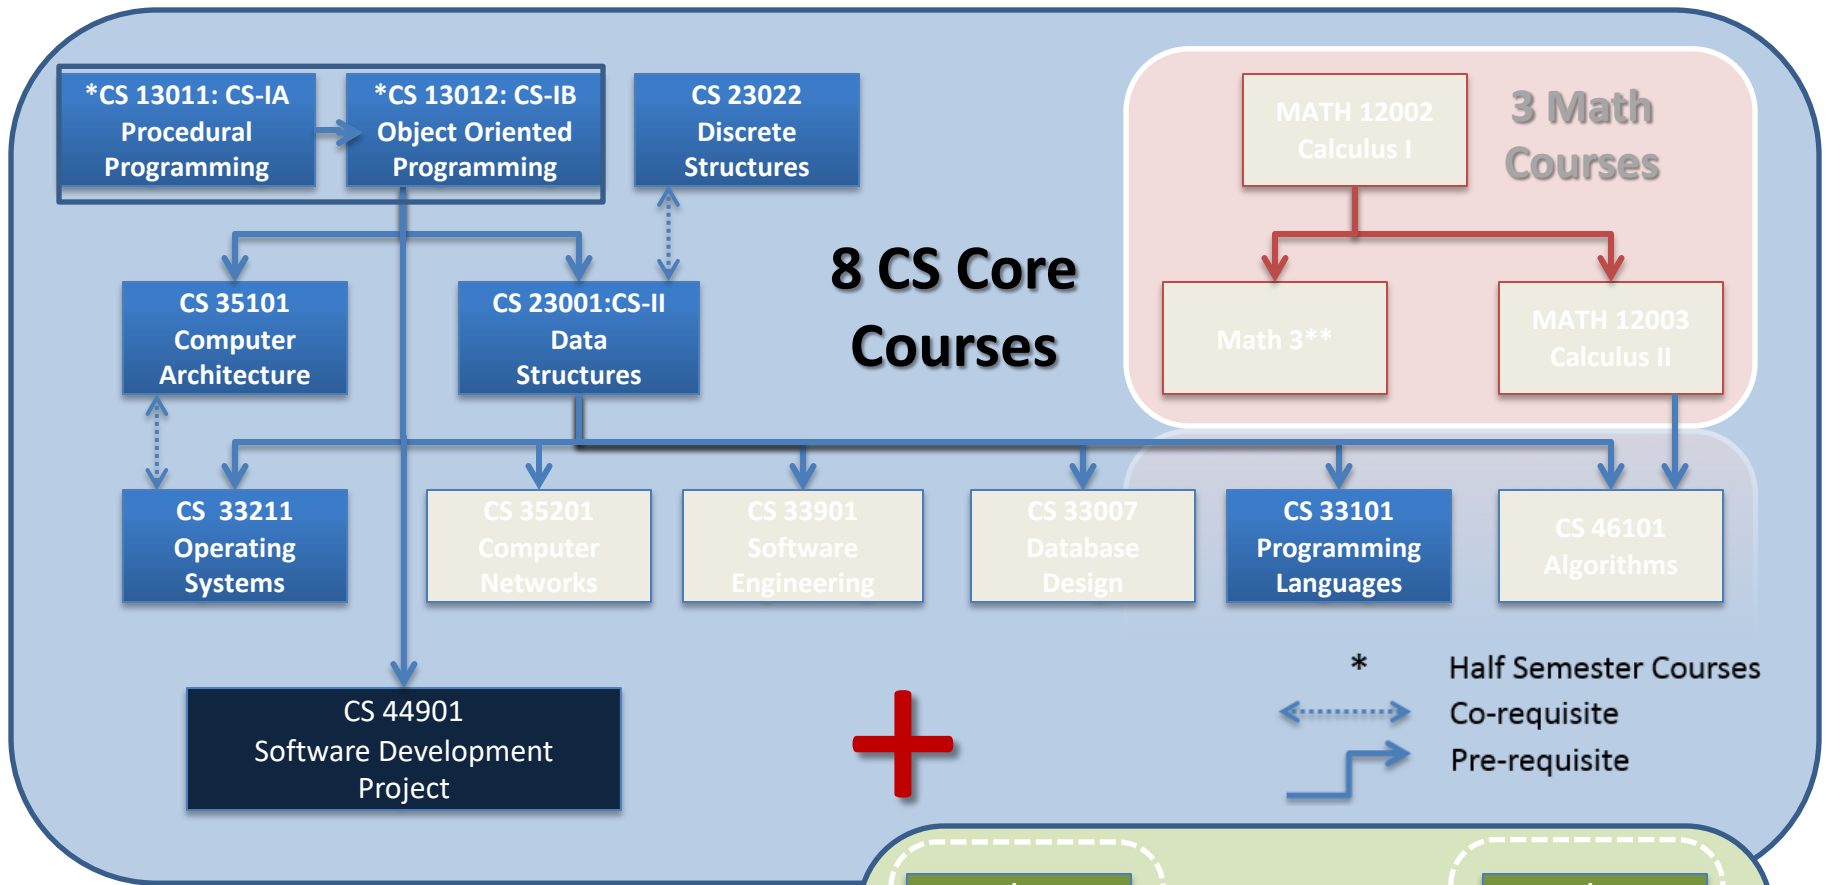 *CS 13011: CS-IA
Procedural
Programming
*CS 13012: CS-IB
Object Oriented
Programming
CS 23022
Discrete
Structures
MATH 12002
Calculus I
3 Math
Courses
8 CS Core
Courses
CS 35101
Computer
Architecture
CS 23001:CS-II
Data
Structures
Math 3**
MATH 12003
Calculus II
CS 33211
Operating
Systems
CS 35201
Computer
Networks
CS 33901
Software
Engineering
CS 33007
Database
Design
CS 33101
Programming
Languages
CS 46101
Algorithms
* Half Semester Courses
Co-requisite
Pre-requisite
CS 44901
Software Development
Project